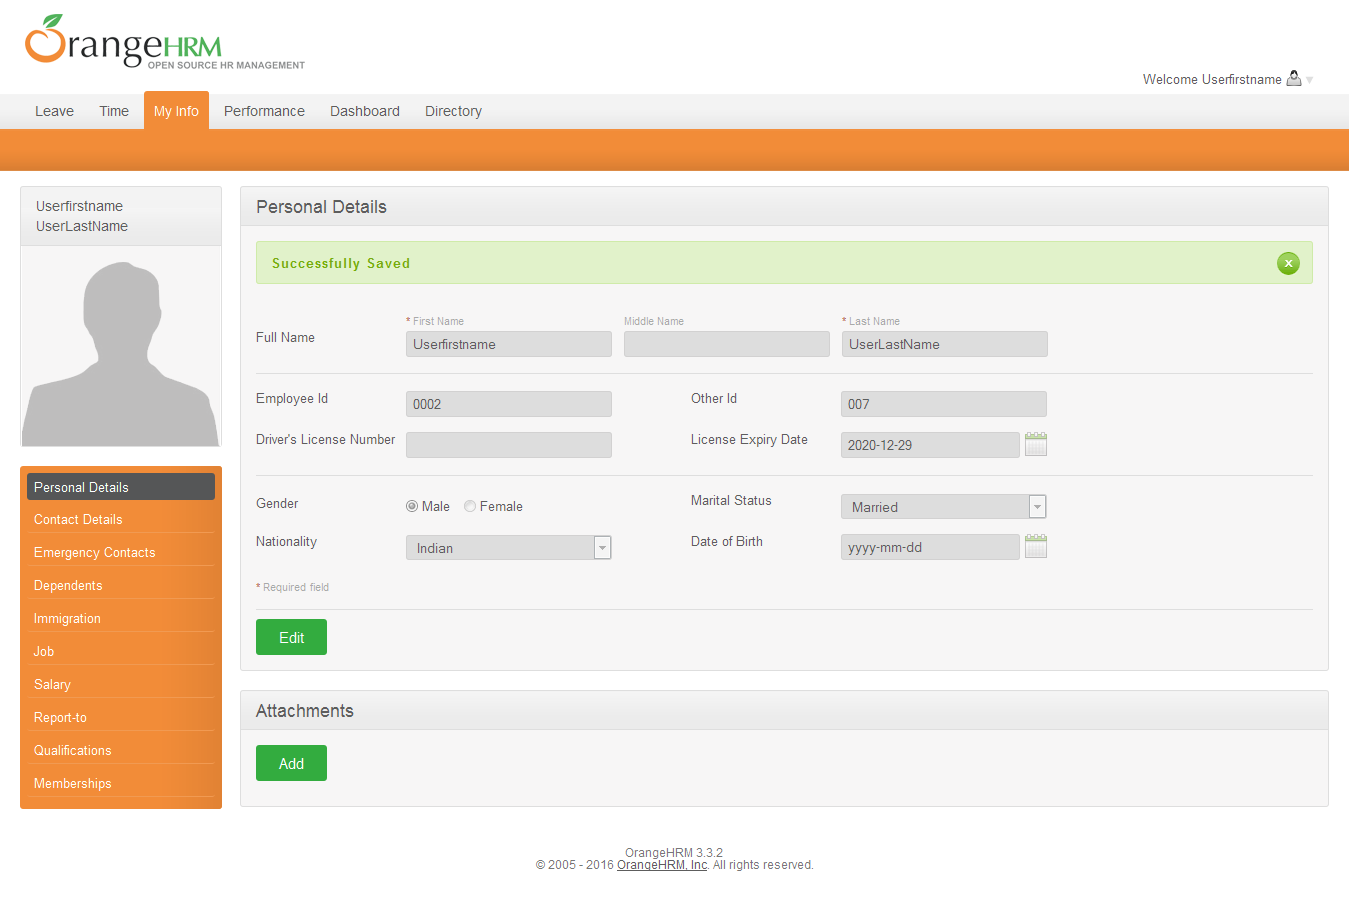 OrangeHRM
OPEN SOURCE HR MANAGEMENT
Welcome Userfirstname
Leave Time My Info Performance Dashboard Directory
Userfirstname
UserLastName
Personal Details
Contact Details
Emergency Contacts
Dependents
Immigration
Job
Salary
Report-to
Qualifications
Memberships
Personal Details
Successfully Saved x
* First Name Middle Name * Last Name
Full Name Userfirstname UserLastName
Employee Id 0002 Other Id 007
Driver's License Number License Expiry Date 2020-12-29
Gender Male Female Marital Status Married
Nationality Indian Date of Birth yyyy-mm-dd
* Required field
Edit
Attachments
Add
OrangeHRM 3.3.2
© 2005 - 2016 OrangeHRM, Inc. All rights reserved.